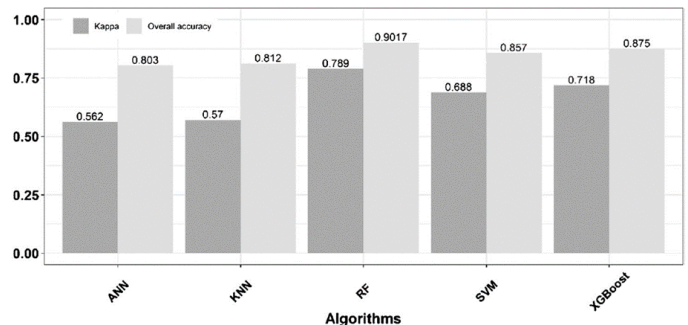 1.00
0.75
0.50
0.25
0.00
Kappa
Overall accuracy
0.562
0.803
0.57
0.812
0.789
0.9017
0.688
0.857
0.718
0.875
ANN
KNN
RF
SVM
XGBoost
Algorithms